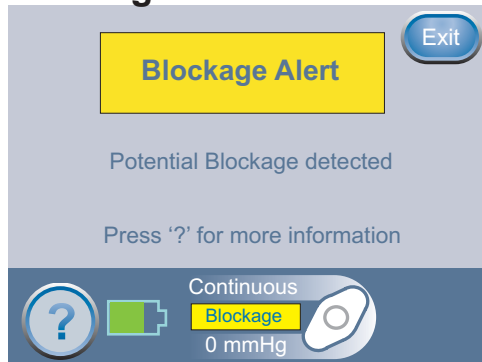 Exit
Blockage Alert
Potential Blockage detected
Press ‘?’ for more information
?
Continuous
Blockage
0 mmHg